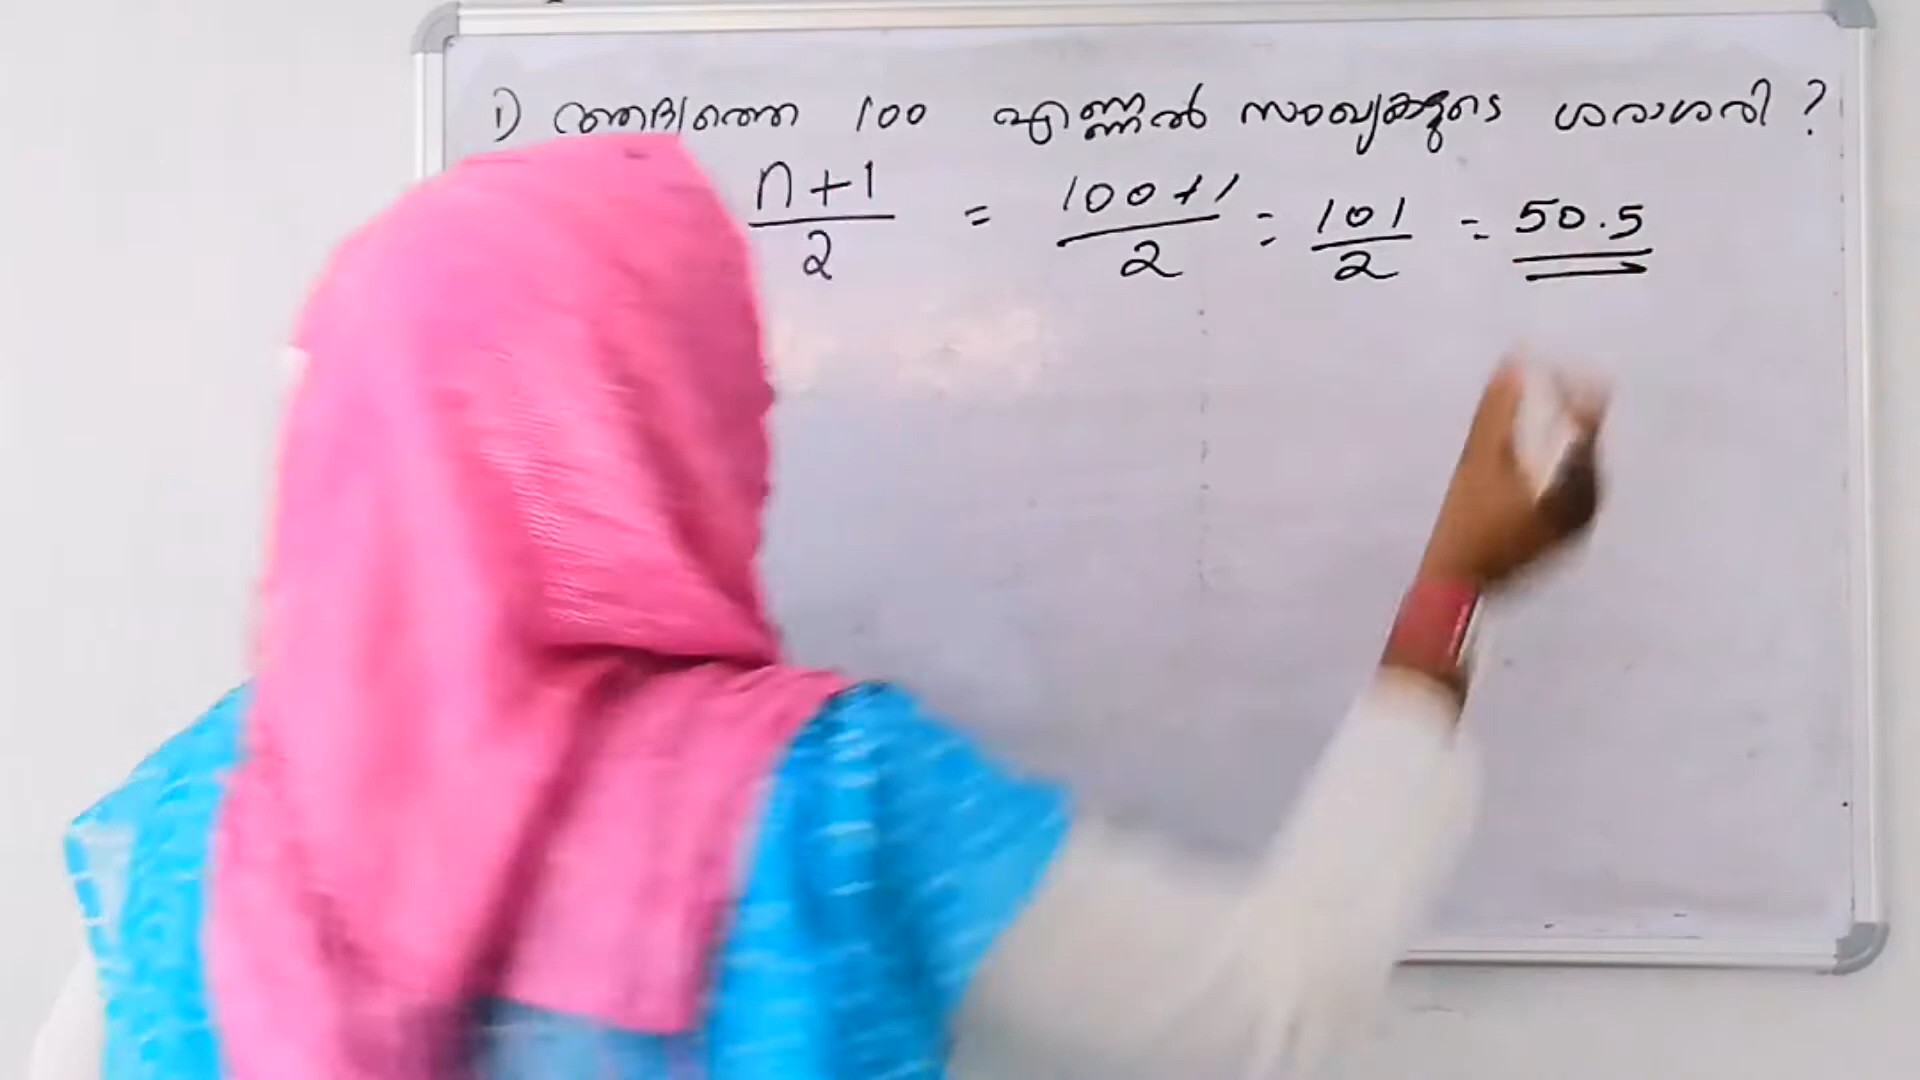 1) ആദ്യത്തെ 100 എണ്ണൽ സംഖ്യകളുടെ ശരാശരി ?
n+1/2 = 100+1/2 = 101/2 = 50.5